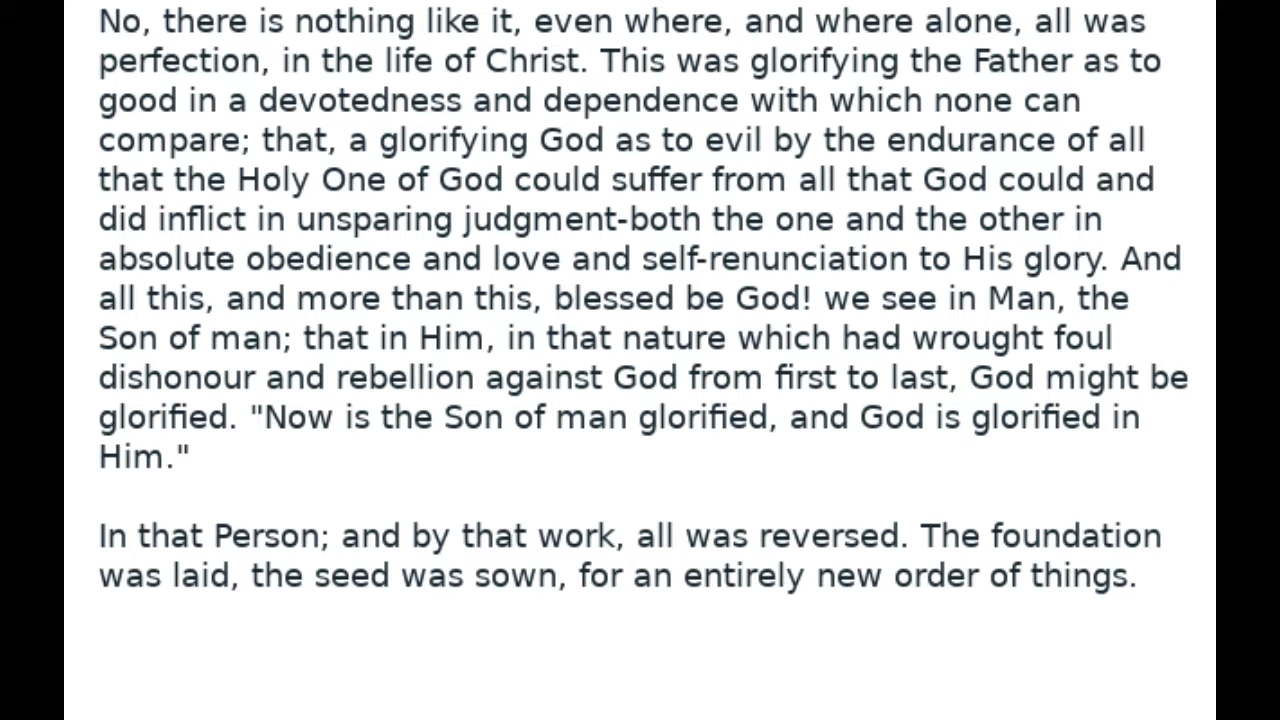 No, there is nothing like it, even where, and where alone, all was
perfection, in the life of Christ. This was glorifying the Father as to
good in a devotedness and dependence with which none can
compare; that, a glorifying God as to evil by the endurance of all
that the Holy One of God could suffer from all that God could and
did inflict in unsparing judgment-both the one and the other in
absolute obedience and love and self-renunciation to His glory. And
all this, and more than this, blessed be God! we see in Man, the
Son of man; that in Him, in that nature which had wrought foul
dishonour and rebellion against God from first to last, God might be
glorified. "Now is the Son of man glorified, and God is glorified in
Him."
In that Person; and by that work, all was reversed. The foundation
was laid, the seed was sown, for an entirely new order of things.